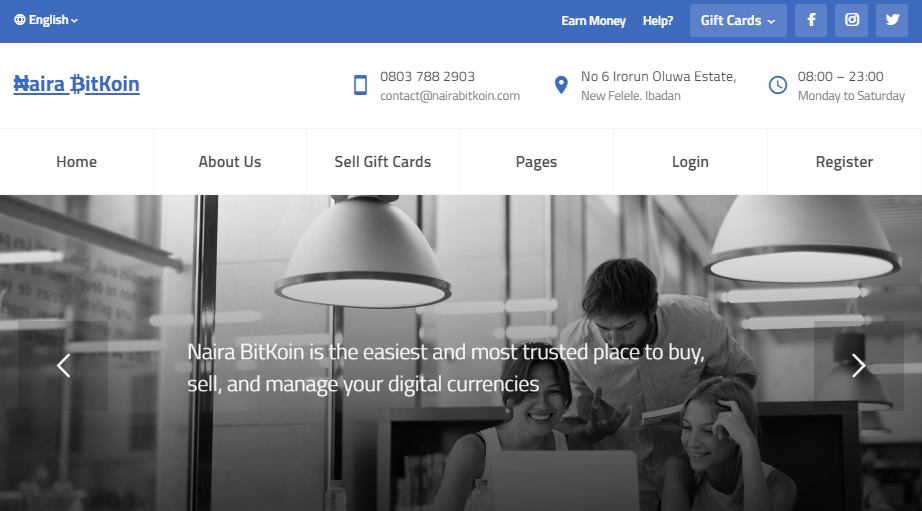 English
Earn Money
Help?
Gift Cards
₦aira ₿itKoin
0803 788 2903
contact@nairabitkoin.com
No 6 Irorun Oluwa Estate,
New Felele. Ibadan
08:00 – 23:00
Monday to Saturday
Home
About Us
Sell Gift Cards
Pages
Login
Register
Naira BitKoin is the easiest and most trusted place to buy,
sell, and manage your digital currencies